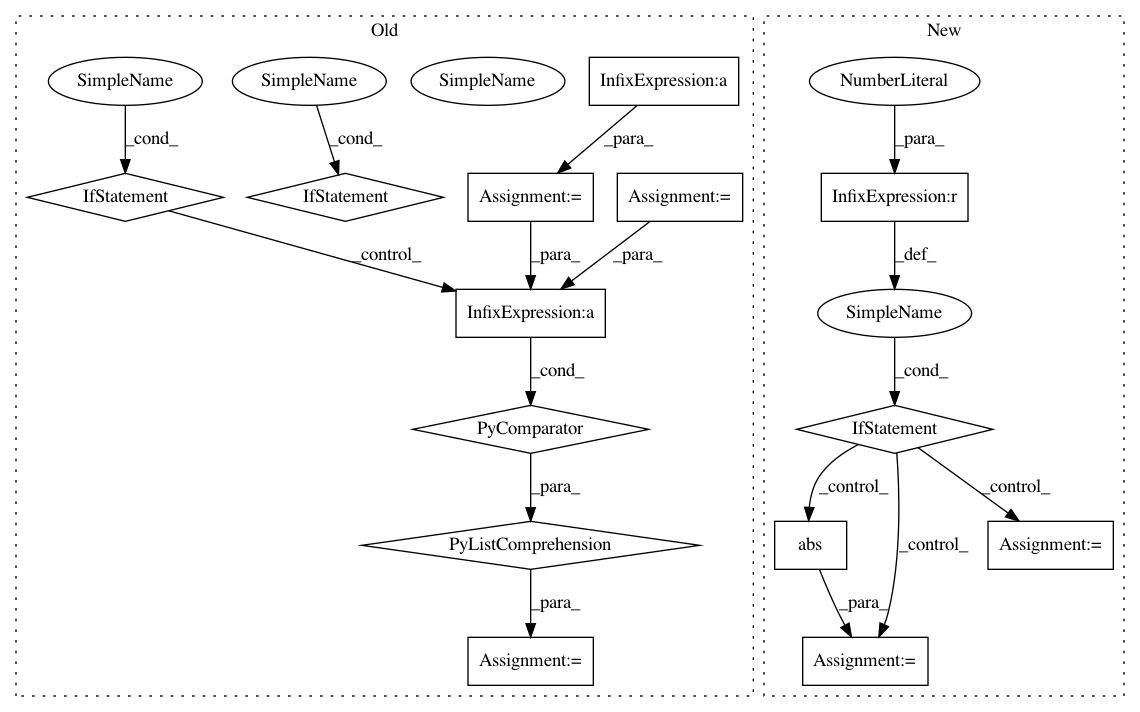 Old
New
SimpleName
SimpleName
SimpleName
InfixExpression:a
NumberLiteral
_cond_
_cond_
_para_
_para_
IfStatement
IfStatement
Assignment:=
Assignment:=
InfixExpression:r
_control_
_para_
_para_
_def_
InfixExpression:a
SimpleName
_cond_
_cond_
PyComparator
IfStatement
_para_
_control_
_control_
_control_
PyListComprehension
abs
Assignment:=
_para_
_para_
Assignment:=
Assignment:=